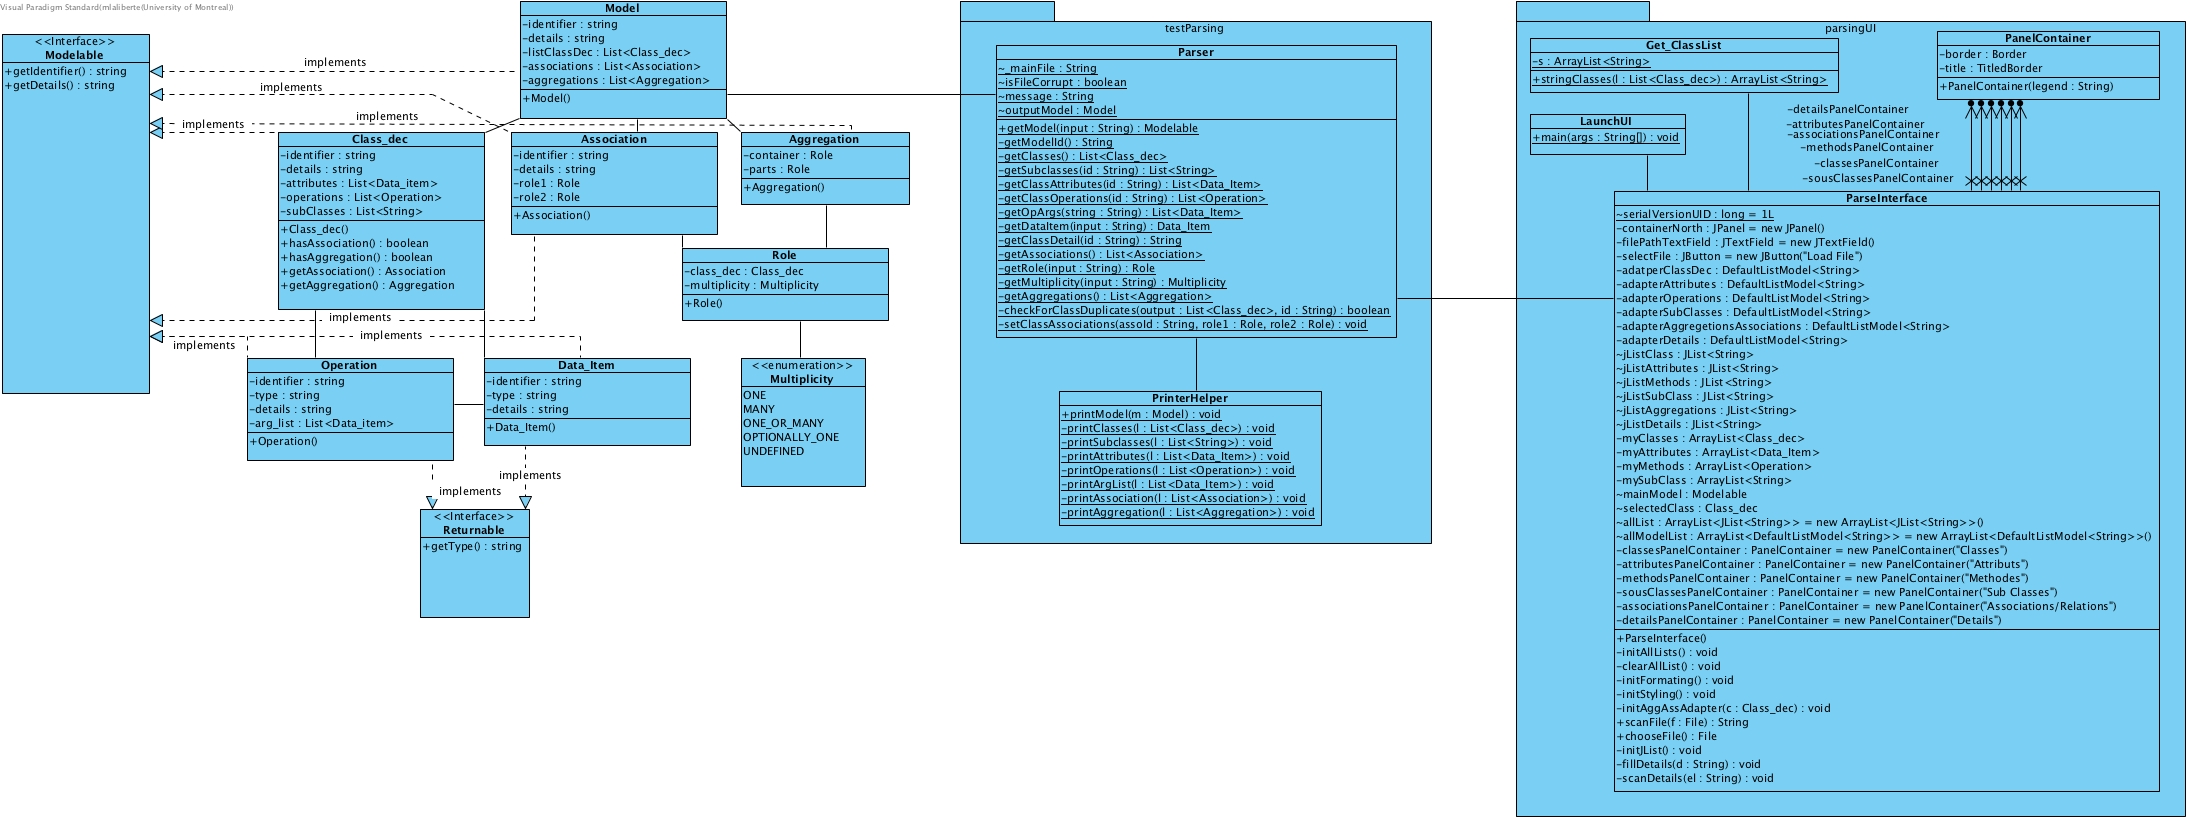 Visual Paradigm Standard(mlaliberte(University of Montreal))
<<Interface>>
Modelable
+getIdentifier() : string
+getDetails() : string
implements
implements
implements
implements
implements
implements
implements
Model
-identifier : string
-details : string
-listClassDec : List<Class_dec>
-associations : List<Association>
-aggregations : List<Aggregation>
+Model()
Class_dec
-identifier : string
-details : string
-attributes : List<Data_item>
-operations : List<Operation>
-subClasses : List<String>
+Class_dec()
+hasAssociation() : boolean
+hasAggregation() : boolean
+getAssociation() : Association
+getAggregation() : Aggregation
Association
-identifier : string
-details : string
-role1 : Role
-role2 : Role
+Association()
Aggregation
-container : Role
-parts : Role
+Aggregation()
Role
-class_dec : Class_dec
-multiplicity : Multiplicity
+Role()
Operation
-identifier : string
-type : string
-details : string
-arg_list : List<Data_item>
+Operation()
Data_Item
-identifier : string
-type : string
-details : string
+Data_Item()
<<enumeration>>
Multiplicity
ONE
MANY
ONE_OR_MANY
OPTIONALLY_ONE
UNDEFINED
implements
implements
<<Interface>>
Returnable
+getType() : string
testParsing
Parser
~_mainFile : String
~isFileCorrupt : boolean
~message : String
~outputModel : Model
+getModel(input : String) : Modelable
-getModelId() : String
-getClasses() : List<Class_dec>
-getSubclasses(id : String) : List<String>
-getClassAttributes(id : String) : List<Data_Item>
-getClassOperations(id : String) : List<Operation>
-getOpArgs(string : String) : List<Data_Item>
-getDataItem(input : String) : Data_Item
-getClassDetail(id : String) : String
-getAssociations() : List<Association>
-getRole(input : String) : Role
-getMultiplicity(input : String) : Multiplicity
-getAggregations() : List<Aggregation>
-checkForClassDuplicates(output : List<Class_dec>, id : String) : boolean
-setClassAssociations(assoId : String, role1 : Role, role2 : Role) : void
PrinterHelper
+printModel(m : Model) : void
-printClasses(l : List<Class_dec>) : void
-printSubclasses(l : List<String>) : void
-printAttributes(l : List<Data_Item>) : void
-printOperations(l : List<Operation>) : void
-printArgList(l : List<Data_Item>) : void
-printAssociation(l : List<Association>) : void
-printAggregation(l : List<Aggregation>) : void
parsingUI
Get_ClassList
-s : ArrayList<String>
+stringClasses(l : List<Class_dec>) : ArrayList<String>
PanelContainer
-border : Border
-title : TitledBorder
+PanelContainer(legend : String)
LaunchUI
+main(args : String[]) : void
-detailsPanelContainer
-attributesPanelContainer
-associationsPanelContainer
-methodsPanelContainer
-classesPanelContainer
-sousClassesPanelContainer
ParseInterface
~serialVersionUID : long = 1L
-containerNorth : JPanel = new JPanel()
-filePathTextField : JTextField = new JTextField()
-selectFile : JButton = new JButton("Load File")
-adatperClassDec : DefaultListModel<String>
-adapterAttributes : DefaultListModel<String>
-adapterOperations : DefaultListModel<String>
-adapterSubClasses : DefaultListModel<String>
-adapterAggregetionsAssociations : DefaultListModel<String>
-adapterDetails : DefaultListModel<String>
~jListClass : JList<String>
~jListAttributes : JList<String>
~jListMethods : JList<String>
~jListSubClass : JList<String>
~jListAggregations : JList<String>
~jListDetails : JList<String>
-myClasses : ArrayList<Class_dec>
-myAttributes : ArrayList<Data_Item>
-myMethods : ArrayList<Operation>
-mySubClass : ArrayList<String>
~mainModel : Modelable
~selectedClass : Class_dec
~allList : ArrayList<JList<String>> = new ArrayList<JList<String>>()
~allModelList : ArrayList<DefaultListModel<String>> = new ArrayList<DefaultListModel<String>>()
-classesPanelContainer : PanelContainer = new PanelContainer("Classes")
-attributesPanelContainer : PanelContainer = new PanelContainer("Attributs")
-methodsPanelContainer : PanelContainer = new PanelContainer("Methodes")
-sousClassesPanelContainer : PanelContainer = new PanelContainer("Sub Classes")
-associationsPanelContainer : PanelContainer = new PanelContainer("Associations/Relations")
-detailsPanelContainer : PanelContainer = new PanelContainer("Details")
+ParseInterface()
-initAllLists() : void
-clearAllList() : void
-initFormating() : void
-initStyling() : void
-initAggAssAdapter(c : Class_dec) : void
+scanFile(f : File) : String
+chooseFile() : File
-initJList() : void
-fillDetails(d : String) : void
-scanDetails(el : String) : void